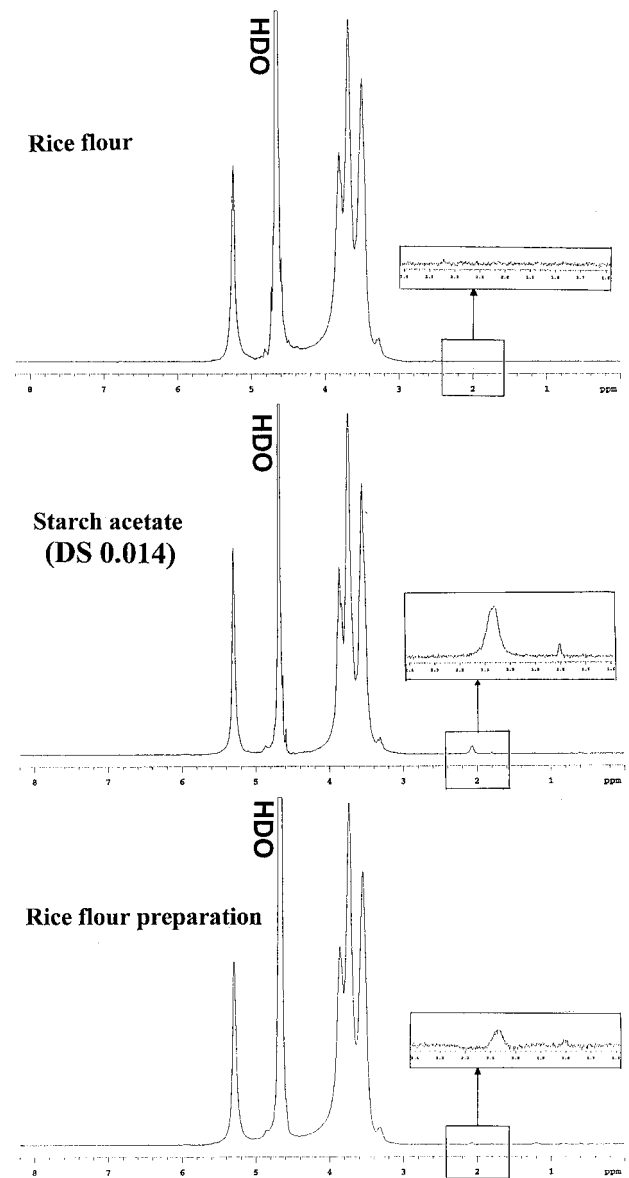 HDO
Rice flour
8 7 6 5 4 3 2 1 ppm
HDO
Starch acetate
(DS 0.014)
8 7 6 5 4 3 2 1 ppm
HDO
Rice flour preparation
8 7 6 5 4 3 2 1 ppm